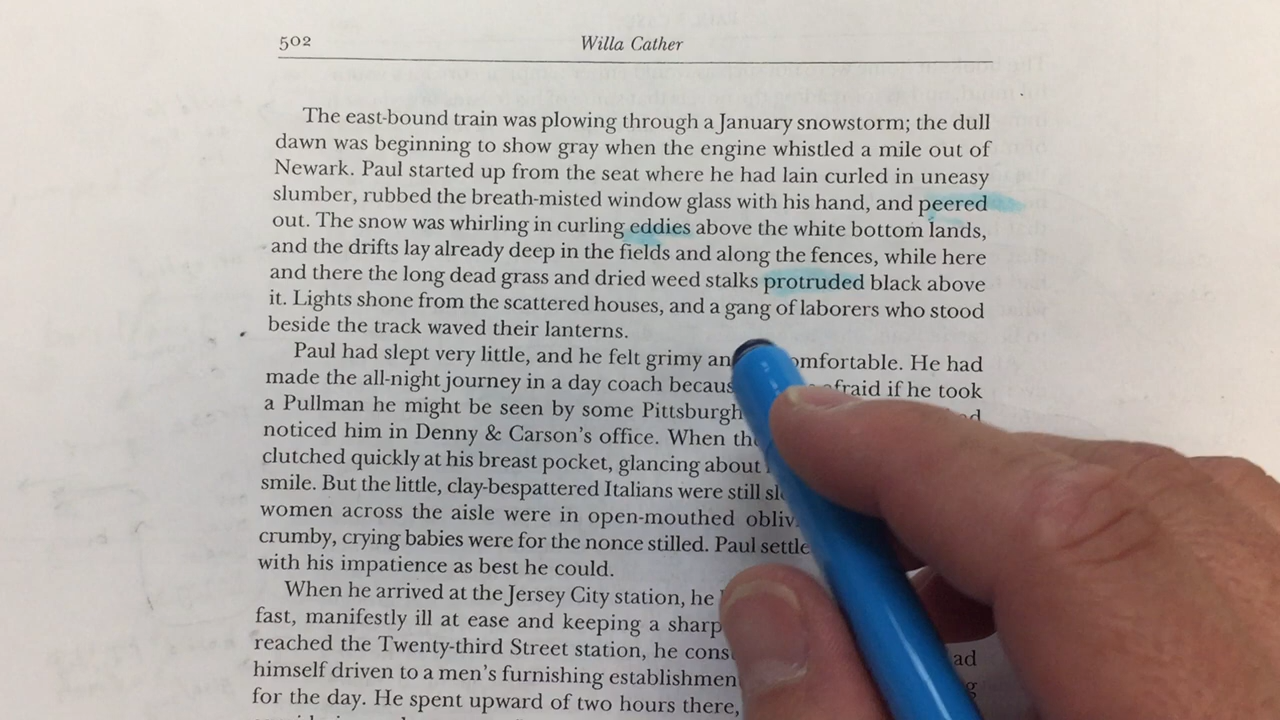 502
Willa Cather
The east-bound train was plowing through a January snowstorm; the dull
dawn was beginning to show gray when the engine whistled a mile out of
Newark. Paul started up from the seat where he had lain curled in uneasy
slumber, rubbed the breath-misted window glass with his hand, and peered
out. The snow was whirling in curling eddies above the white bottom lands,
and the drifts lay already deep in the fields and along the fences, while here
and there the long dead grass and dried weed stalks protruded black above
it. Lights shone from the scattered houses, and a gang of laborers who stood
beside the track waved their lanterns.
Paul had slept very little, and he felt grimy He had
made the all-night journey in a day coach if he took
a Pullman he might be seen by some
noticed him in Denny & Carson's office. When
clutched quickly at his breast pocket, glancing about
smile. But the little, clay-bespattered Italians were still
women across the aisle were in open-mouthed
crumby, crying babies were for the nonce stilled. Paul
with his impatience as best he could.
When he arrived at the Jersey City station, he
fast, manifestly ill at ease and keeping a sharp
reached the Twenty-third Street station, he
himself driven to a men's furnishing
for the day. He spent upward of two hours there,